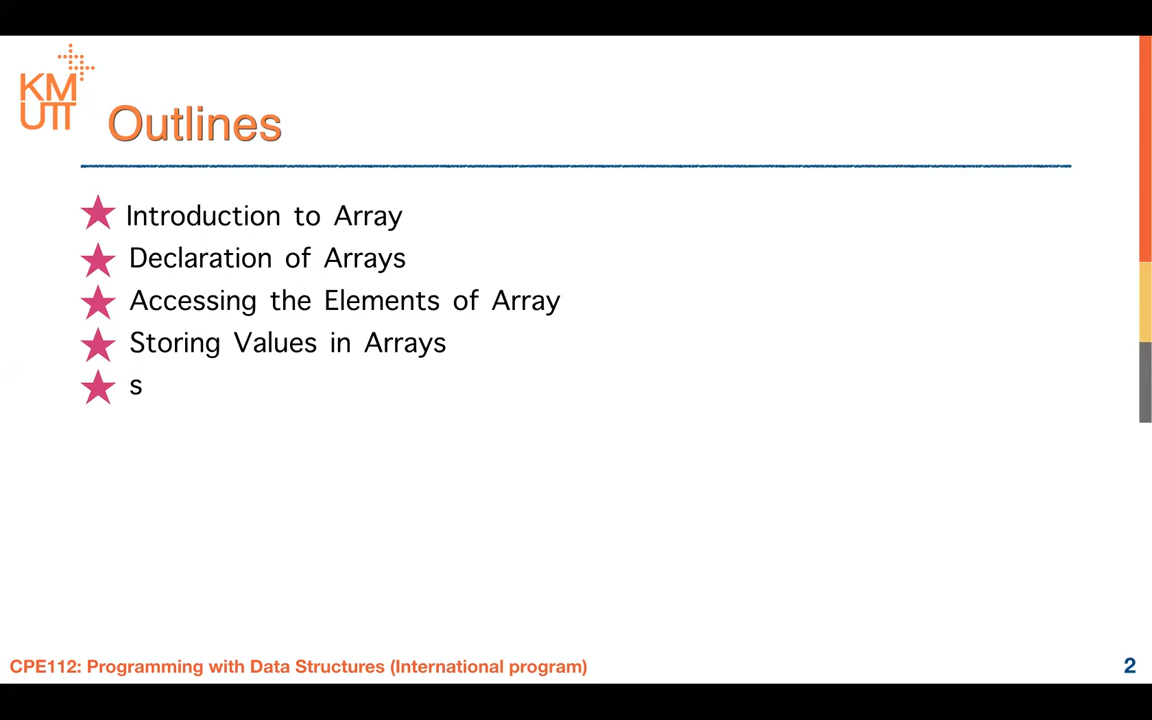 KM
UTT
Outlines
Introduction to Array
Declaration of Arrays
Accessing the Elements of Array
Storing Values in Arrays
s
CPE112: Programming with Data Structures (International program)
2